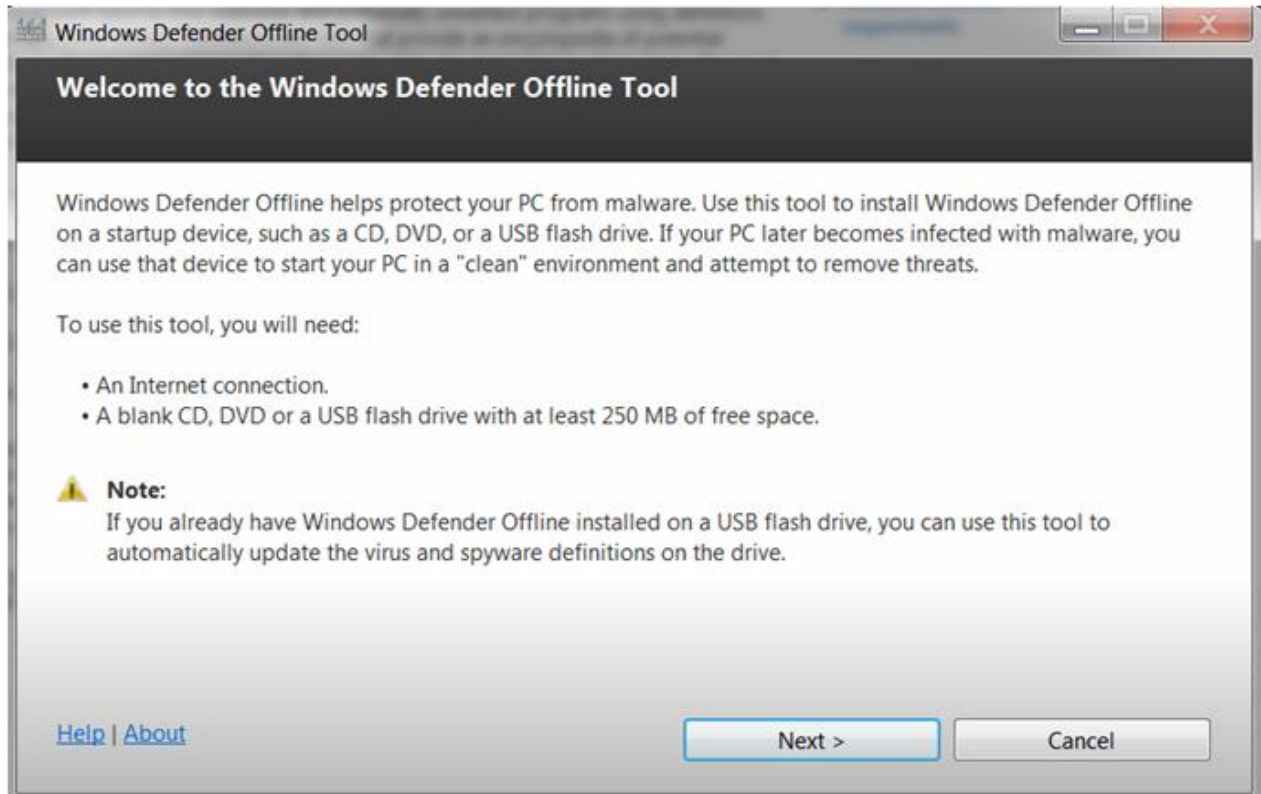 Windows Defender Offline Tool
Welcome to the Windows Defender Offline Tool
Windows Defender Offline helps protect your PC from malware. Use this tool to install Windows Defender Offline
on a startup device, such as a CD, DVD, or a USB flash drive. If your PC later becomes infected with malware, you
can use that device to start your PC in a "clean" environment and attempt to remove threats.
To use this tool, you will need:
• An Internet connection.
• A blank CD, DVD or a USB flash drive with at least 250 MB of free space.
Note:
If you already have Windows Defender Offline installed on a USB flash drive, you can use this tool to
automatically update the virus and spyware definitions on the drive.
Help | About
Next >
Cancel